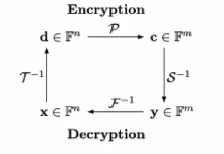 Encryption
d ∈ 𝔽ⁿ 𝒫 c ∈ 𝔽ᵐ
𝒯⁻¹ 𝒮⁻¹
x ∈ 𝔽ⁿ ℱ⁻¹ y ∈ 𝔽ᵐ
Decryption